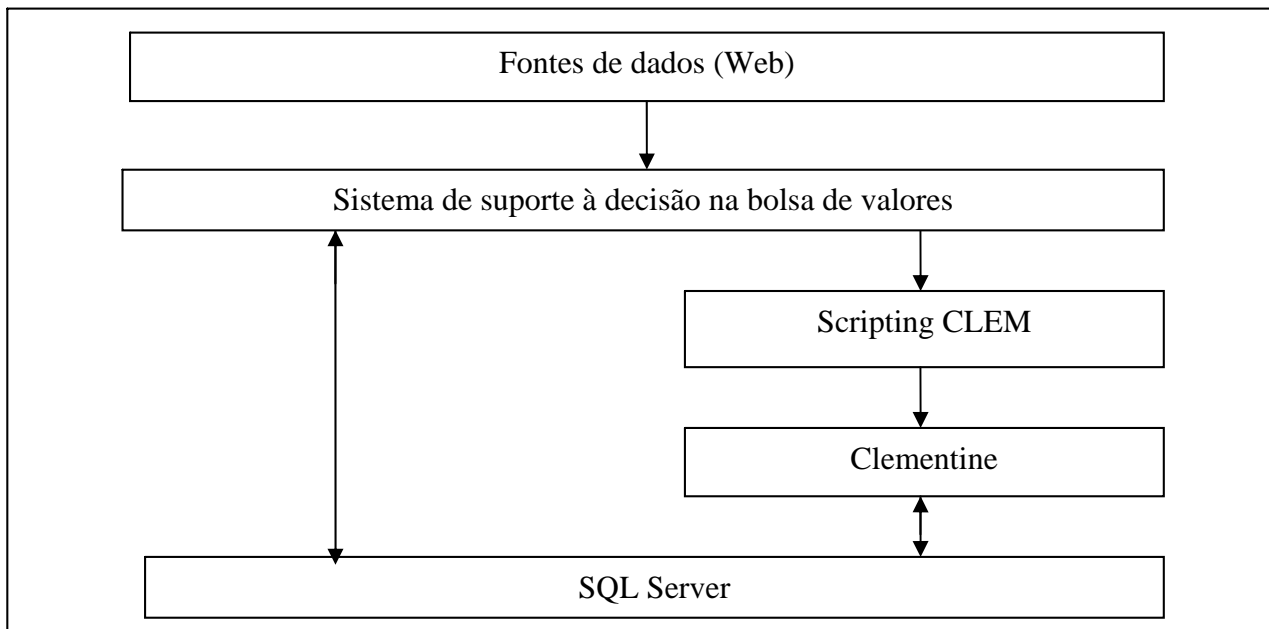 Fontes de dados (Web)
Sistema de suporte à decisão na bolsa de valores
Scripting CLEM
Clementine
SQL Server